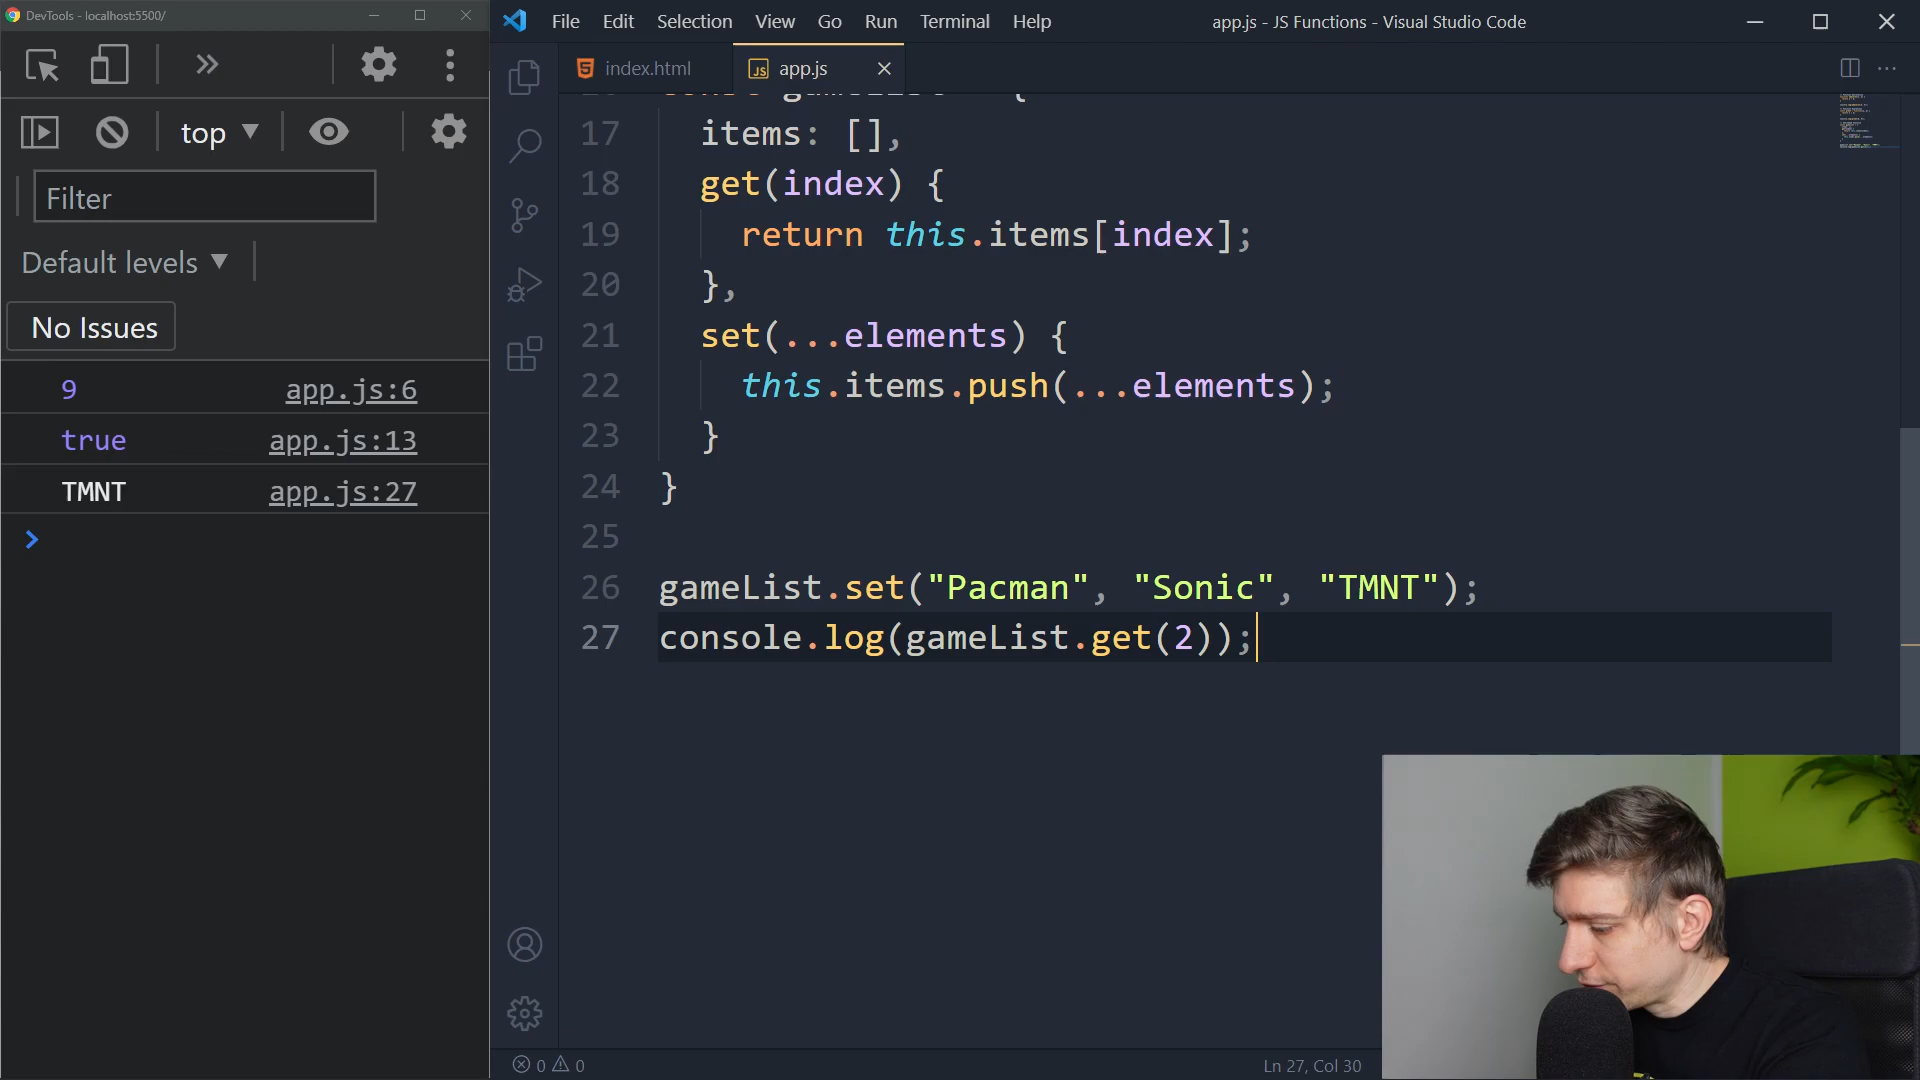 DevTools - localhost:5500/
top
Filter
Default levels
No Issues
9 app.js:6
true app.js:13
TMNT app.js:27
File Edit Selection View Go Run Terminal Help
app.js - JS Functions - Visual Studio Code
index.html
JS app.js
17 items: [],
18 get(index) {
19 return this.items[index];
20 },
21 set(...elements) {
22 this.items.push(...elements);
23 }
24 }
25
26 gameList.set("Pacman", "Sonic", "TMNT");
27 console.log(gameList.get(2));
0 0
Ln 27, Col 30